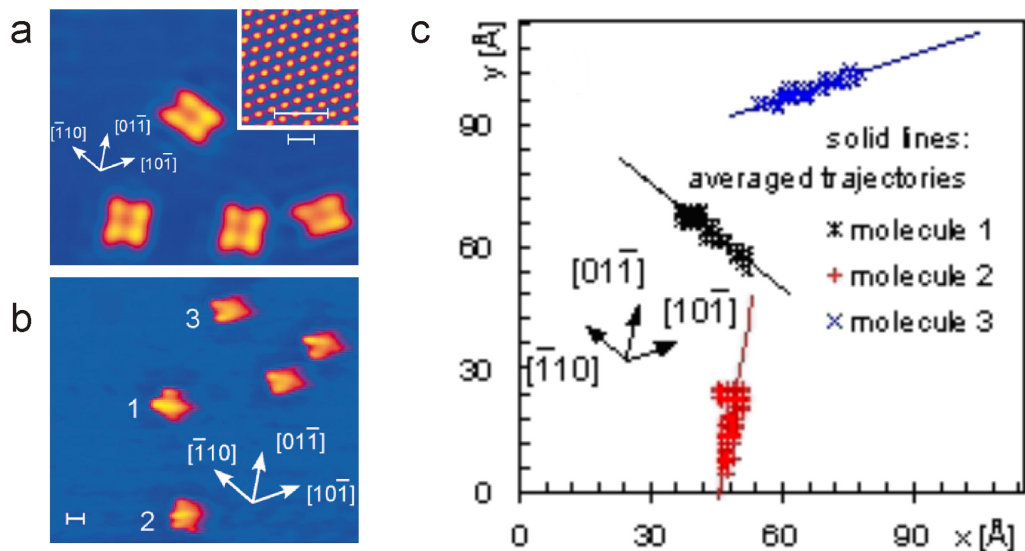 a
[1̅10]
[011̅]
[101̅]
b
3
1
2
[1̅10]
[011̅]
[101̅]
c
y [Å]
90
60
30
0
0
30
60
90
x [Å]
solid lines:
averaged trajectories
molecule 1
molecule 2
molecule 3
[011̅]
[101̅]
[1̅10]